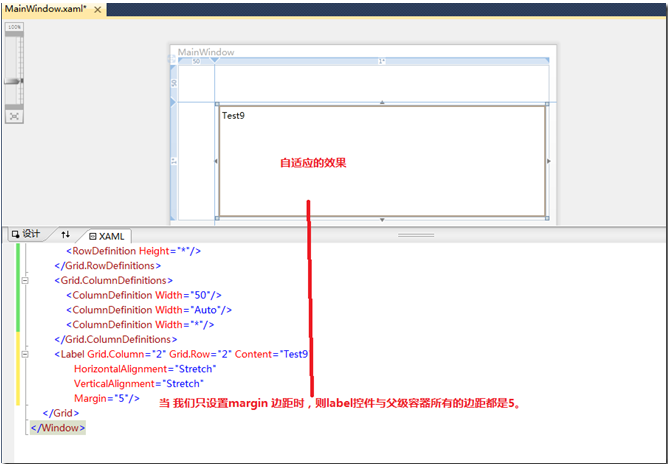 MainWindow.xaml* ×
100%
MainWindow
50 1*
50
Test9
自适应的效果
1*
设计 XAML
<RowDefinition Height="*"/>
</Grid.RowDefinitions>
<Grid.ColumnDefinitions>
<ColumnDefinition Width="50"/>
<ColumnDefinition Width="Auto"/>
<ColumnDefinition Width="*"/>
</Grid.ColumnDefinitions>
<Label Grid.Column="2" Grid.Row="2" Content="Test9"
HorizontalAlignment="Stretch"
VerticalAlignment="Stretch"
Margin="5"/>
当 我们只设置margin 边距时，则label控件与父级容器所有的边距都是5。
</Grid>
</Window>